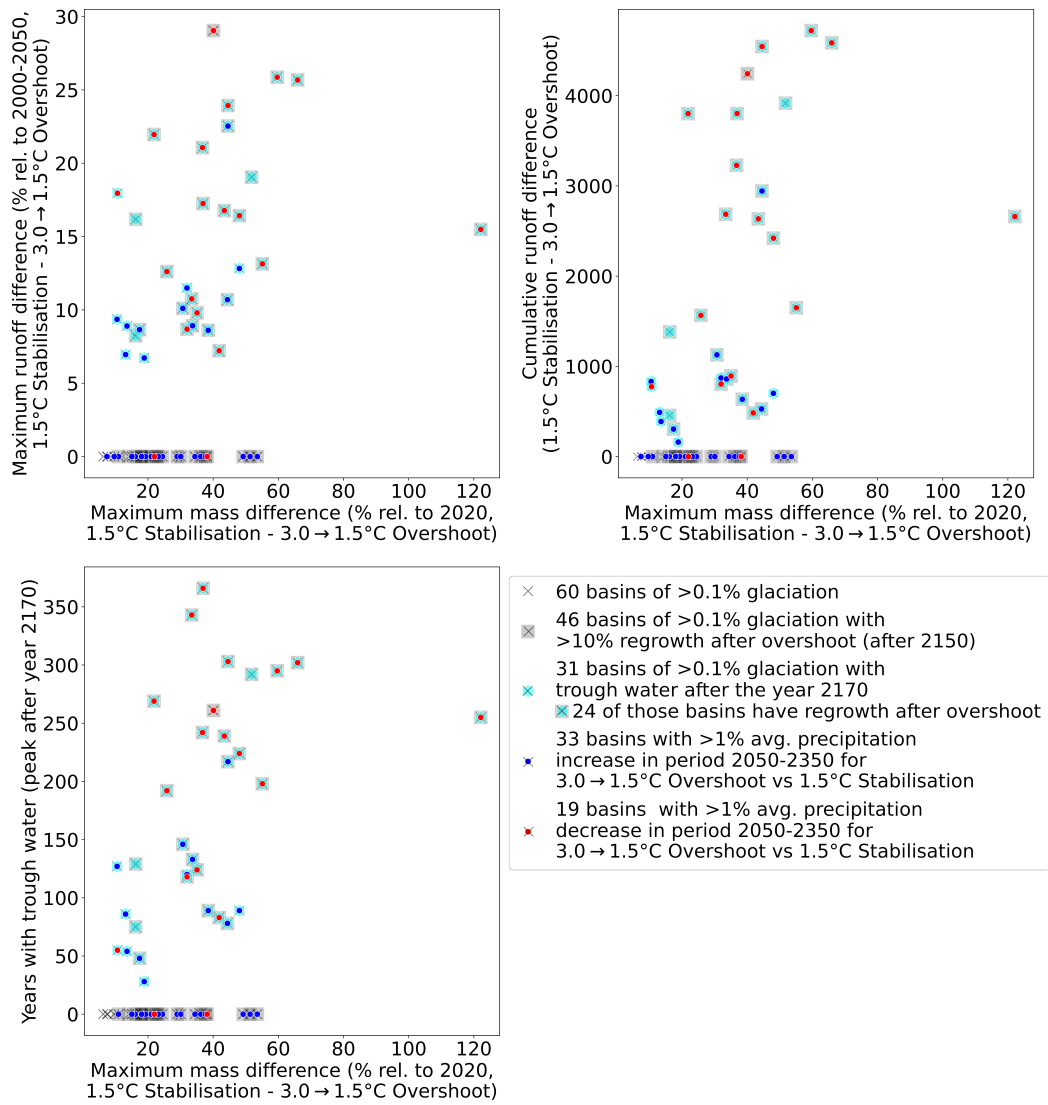 Maximum runoff difference (% rel. to 2000-2050,
1.5°C Stabilisation - 3.0→1.5°C Overshoot)
30
25
20
15
10
5
0
20 40 60 80 100 120
Maximum mass difference (% rel. to 2020,
1.5°C Stabilisation - 3.0→1.5°C Overshoot)
Cumulative runoff difference
(1.5°C Stabilisation - 3.0→1.5°C Overshoot)
4000
3000
2000
1000
0
20 40 60 80 100 120
Maximum mass difference (% rel. to 2020,
1.5°C Stabilisation - 3.0→1.5°C Overshoot)
Years with trough water (peak after year 2170)
350
300
250
200
150
100
50
0
20 40 60 80 100 120
Maximum mass difference (% rel. to 2020,
1.5°C Stabilisation - 3.0→1.5°C Overshoot)
60 basins of >0.1% glaciation
46 basins of >0.1% glaciation with
>10% regrowth after overshoot (after 2150)
31 basins of >0.1% glaciation with
trough water after the year 2170
24 of those basins have regrowth after overshoot
33 basins with >1% avg. precipitation
increase in period 2050-2350 for
3.0→1.5°C Overshoot vs 1.5°C Stabilisation
19 basins  with >1% avg. precipitation
decrease in period 2050-2350 for
3.0→1.5°C Overshoot vs 1.5°C Stabilisation